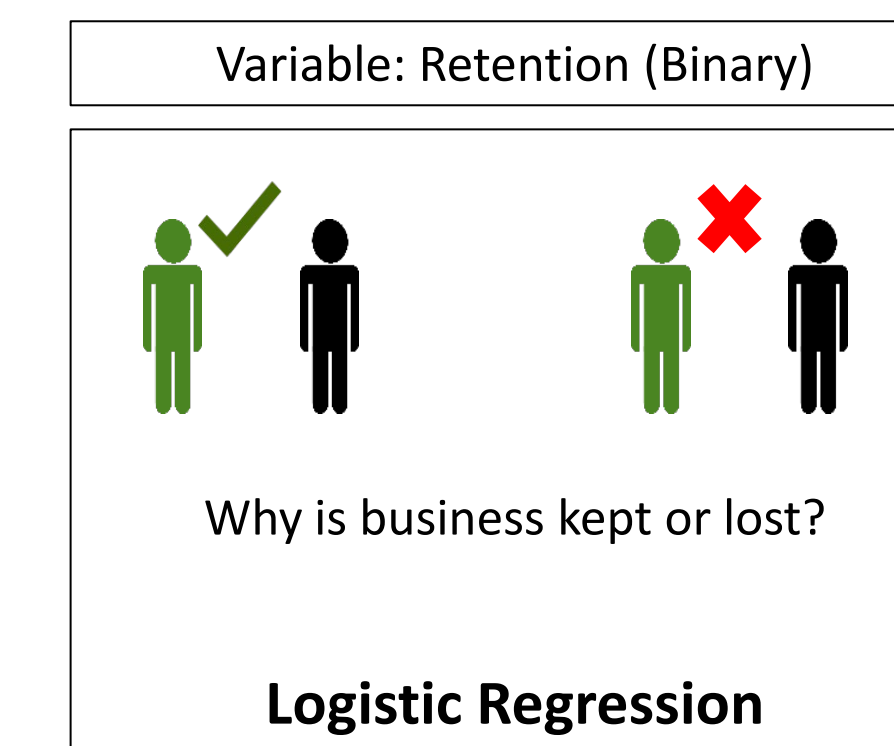 Variable: Retention (Binary)
Why is business kept or lost?
Logistic Regression